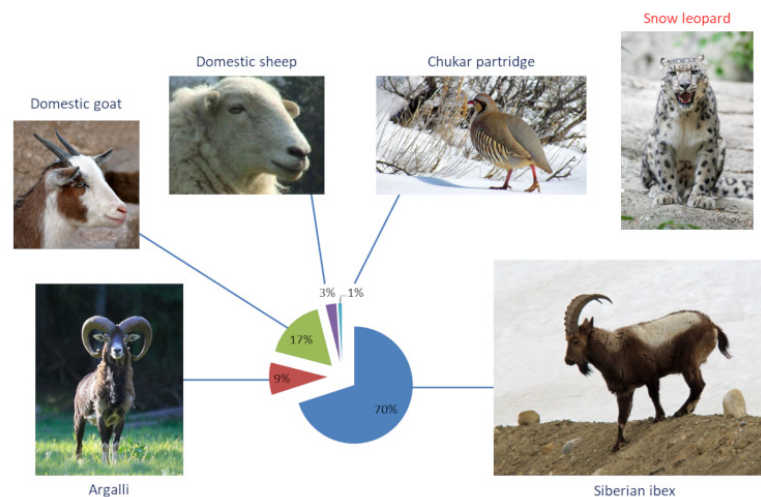 Snow leopard
Domestic sheep
Chukar partridge
Domestic goat
3%
1%
17%
9%
70%
Argalli
Siberian ibex